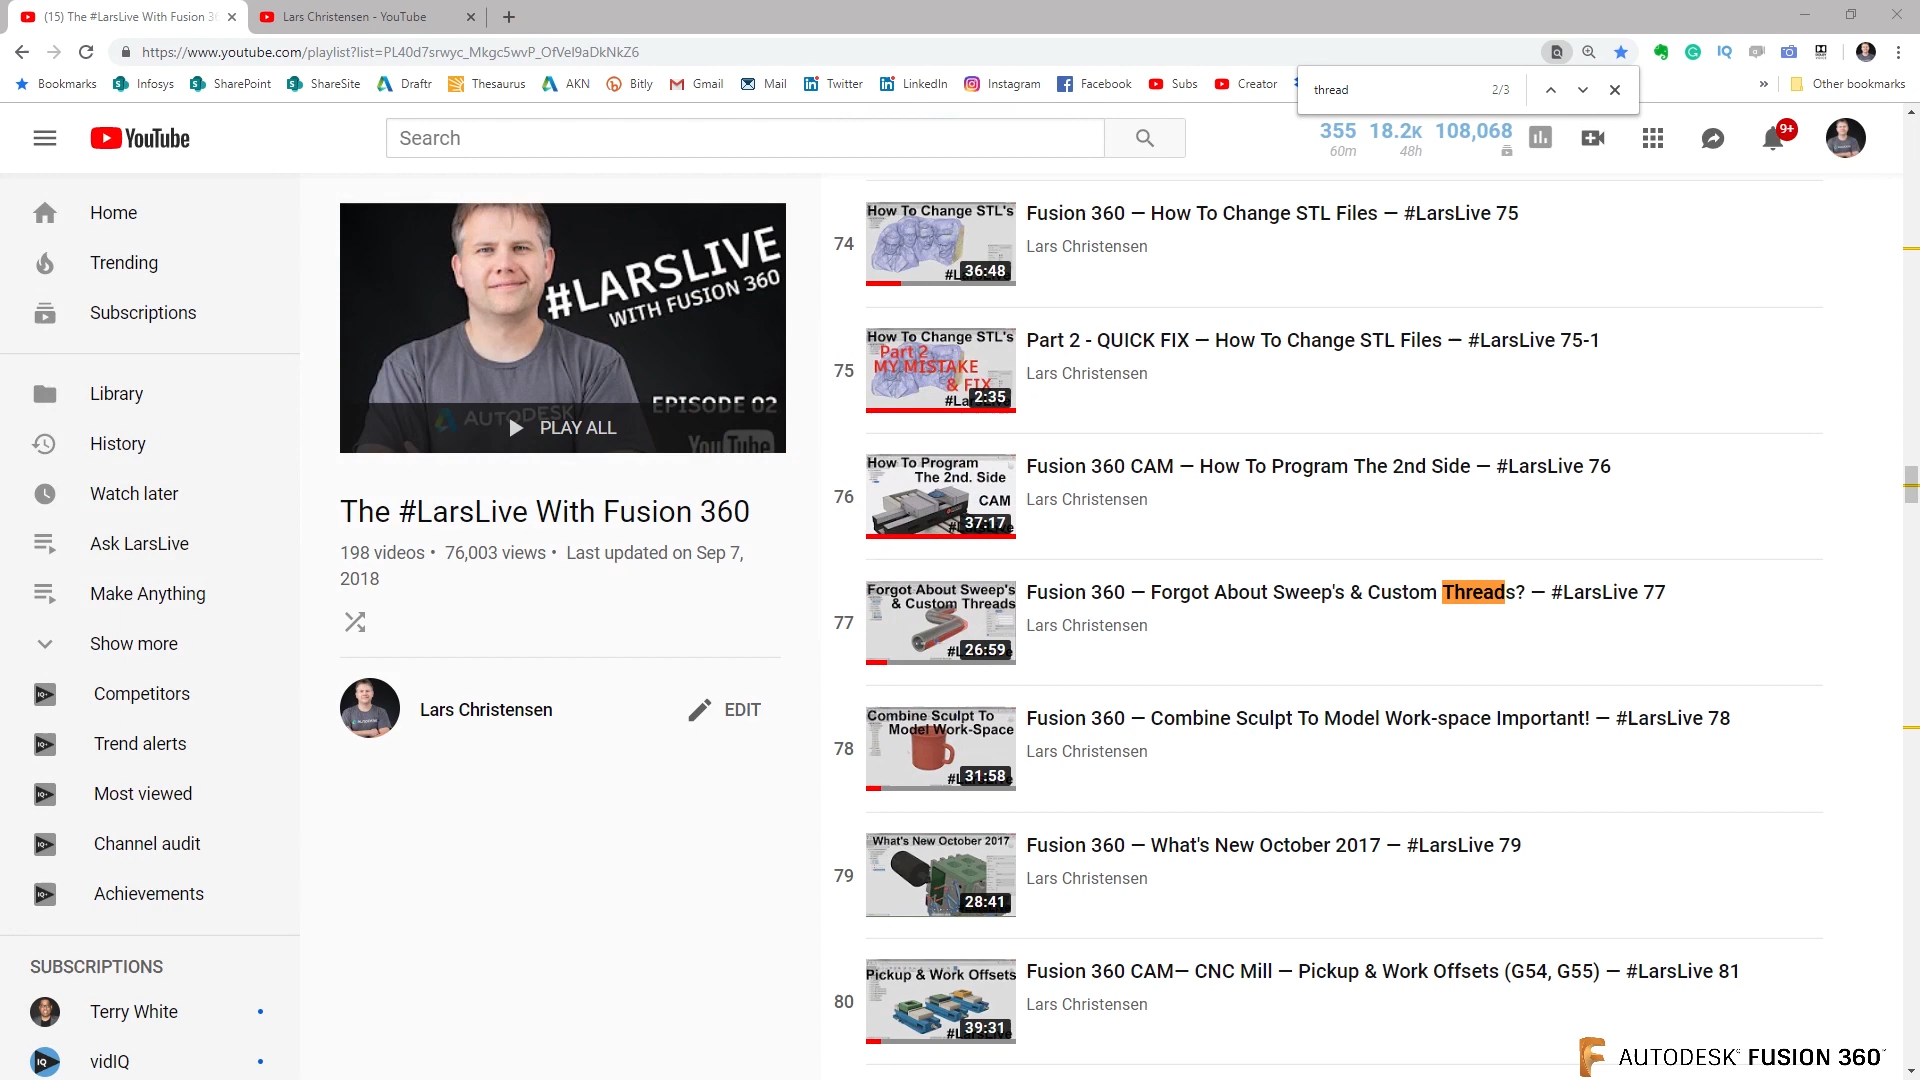 (15) The #LarsLive With Fusion 3
Lars Christensen - YouTube
https://www.youtube.com/playlist?list=PL40d7srwyc_Mkgc5wvP_OfVel9aDkNkZ6
Bookmarks Infosys SharePoint ShareSite Draftr Thesaurus AKN Bitly Gmail Mail Twitter LinkedIn Instagram Facebook Subs Creator » Other bookmarks
thread 2/3
YouTube
Search
355 18.2K 108,068
60m 48h
9+
Home
Trending
Subscriptions
Library
History
Watch later
Ask LarsLive
Make Anything
Show more
Competitors
Trend alerts
Most viewed
Channel audit
Achievements
SUBSCRIPTIONS
Terry White
vidIQ
#LARSLIVE
WITH FUSION 360
EPISODE 02
AUTODESK
YouTube
PLAY ALL
The #LarsLive With Fusion 360
198 videos • 76,003 views • Last updated on Sep 7,
2018
Lars Christensen
EDIT
74
How To Change STL's
36:48
Fusion 360 — How To Change STL Files — #LarsLive 75
Lars Christensen
75
How To Change STL's
Part 2
MY MISTAKE
& FIX
2:35
Part 2 - QUICK FIX — How To Change STL Files — #LarsLive 75-1
Lars Christensen
76
How To Program
The 2nd. Side
CAM
37:17
Fusion 360 CAM — How To Program The 2nd Side — #LarsLive 76
Lars Christensen
77
Forgot About Sweep's
& Custom Threads
26:59
Fusion 360 — Forgot About Sweep's & Custom Threads? — #LarsLive 77
Lars Christensen
78
Combine Sculpt To
Model Work-Space
31:58
Fusion 360 — Combine Sculpt To Model Work-space Important! — #LarsLive 78
Lars Christensen
79
What's New October 2017
28:41
Fusion 360 — What's New October 2017 — #LarsLive 79
Lars Christensen
80
Pickup & Work Offsets
39:31
Fusion 360 CAM— CNC Mill — Pickup & Work Offsets (G54, G55) — #LarsLive 81
Lars Christensen
AUTODESK® FUSION 360™